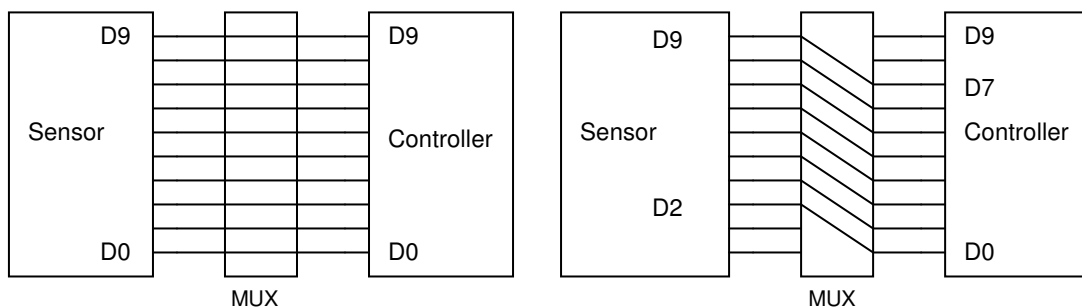 D9
Sensor
D0
MUX
D9
Controller
D0
D9
Sensor
D2
MUX
D9
D7
Controller
D0